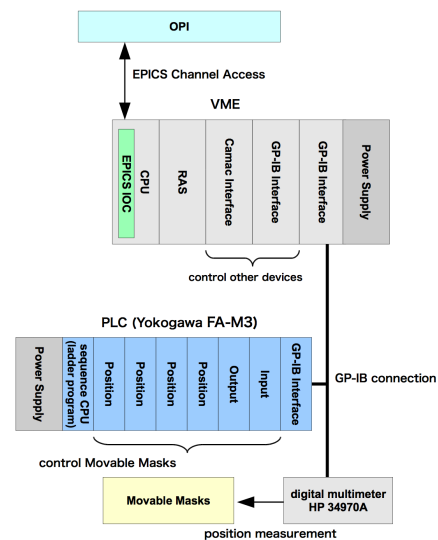 OPI
EPICS Channel Access
VME
EPICS IOC
CPU
RAS
Camac Interface
GP-IB Interface
GP-IB Interface
Power Supply
control other devices
PLC (Yokogawa FA-M3)
Power Supply
sequence CPU
(ladder program)
Position
Position
Position
Position
Output
Input
GP-IB Interface
GP-IB connection
control Movable Masks
Movable Masks
digital multimeter
HP 34970A
position measurement